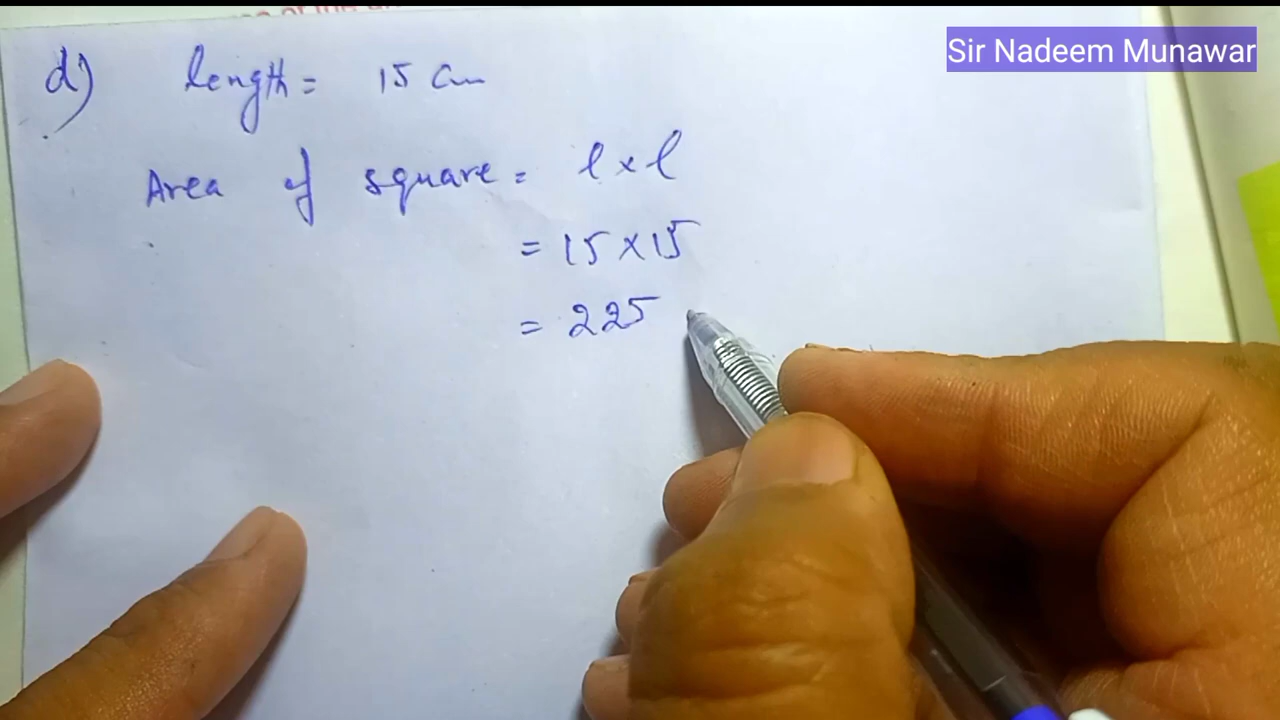 Sir Nadeem Munawar
d) length = 15 cm
Area of square = l x l
= 15 x 15
= 225